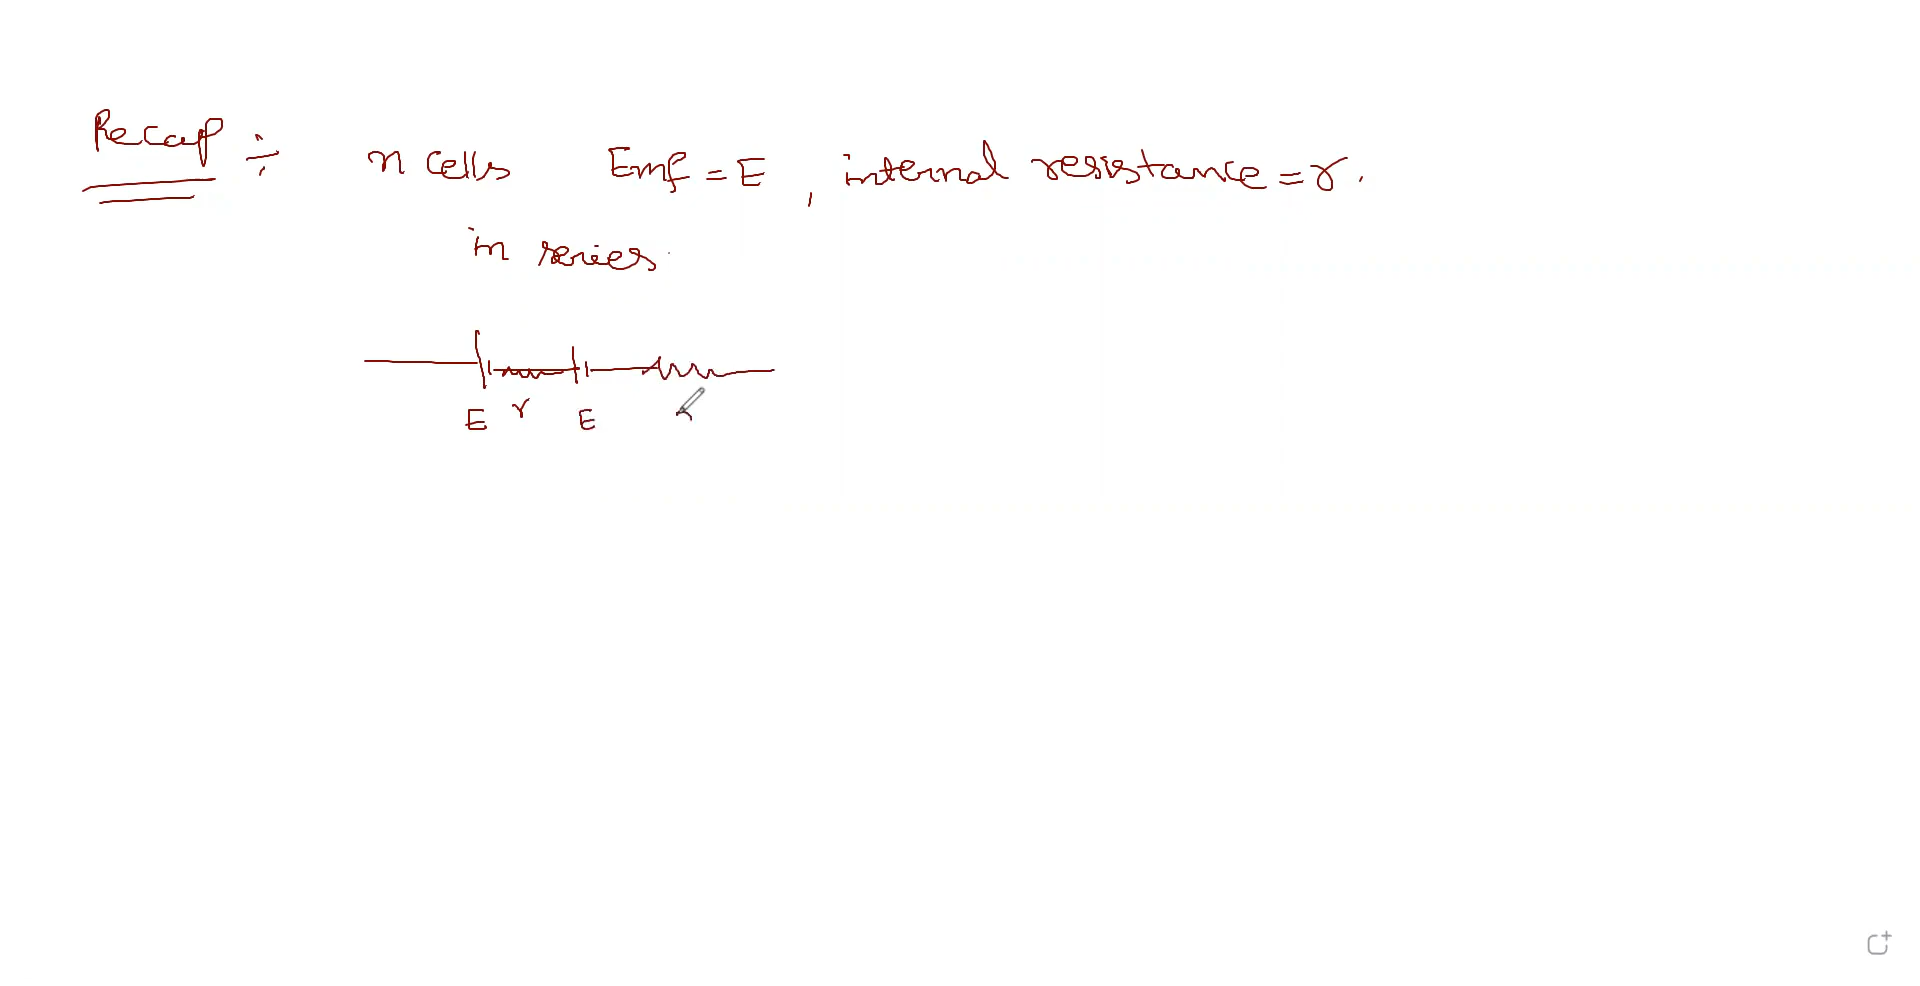 Recap ÷ n cells Emf = E, internal resistance = r.
in series.
E r E